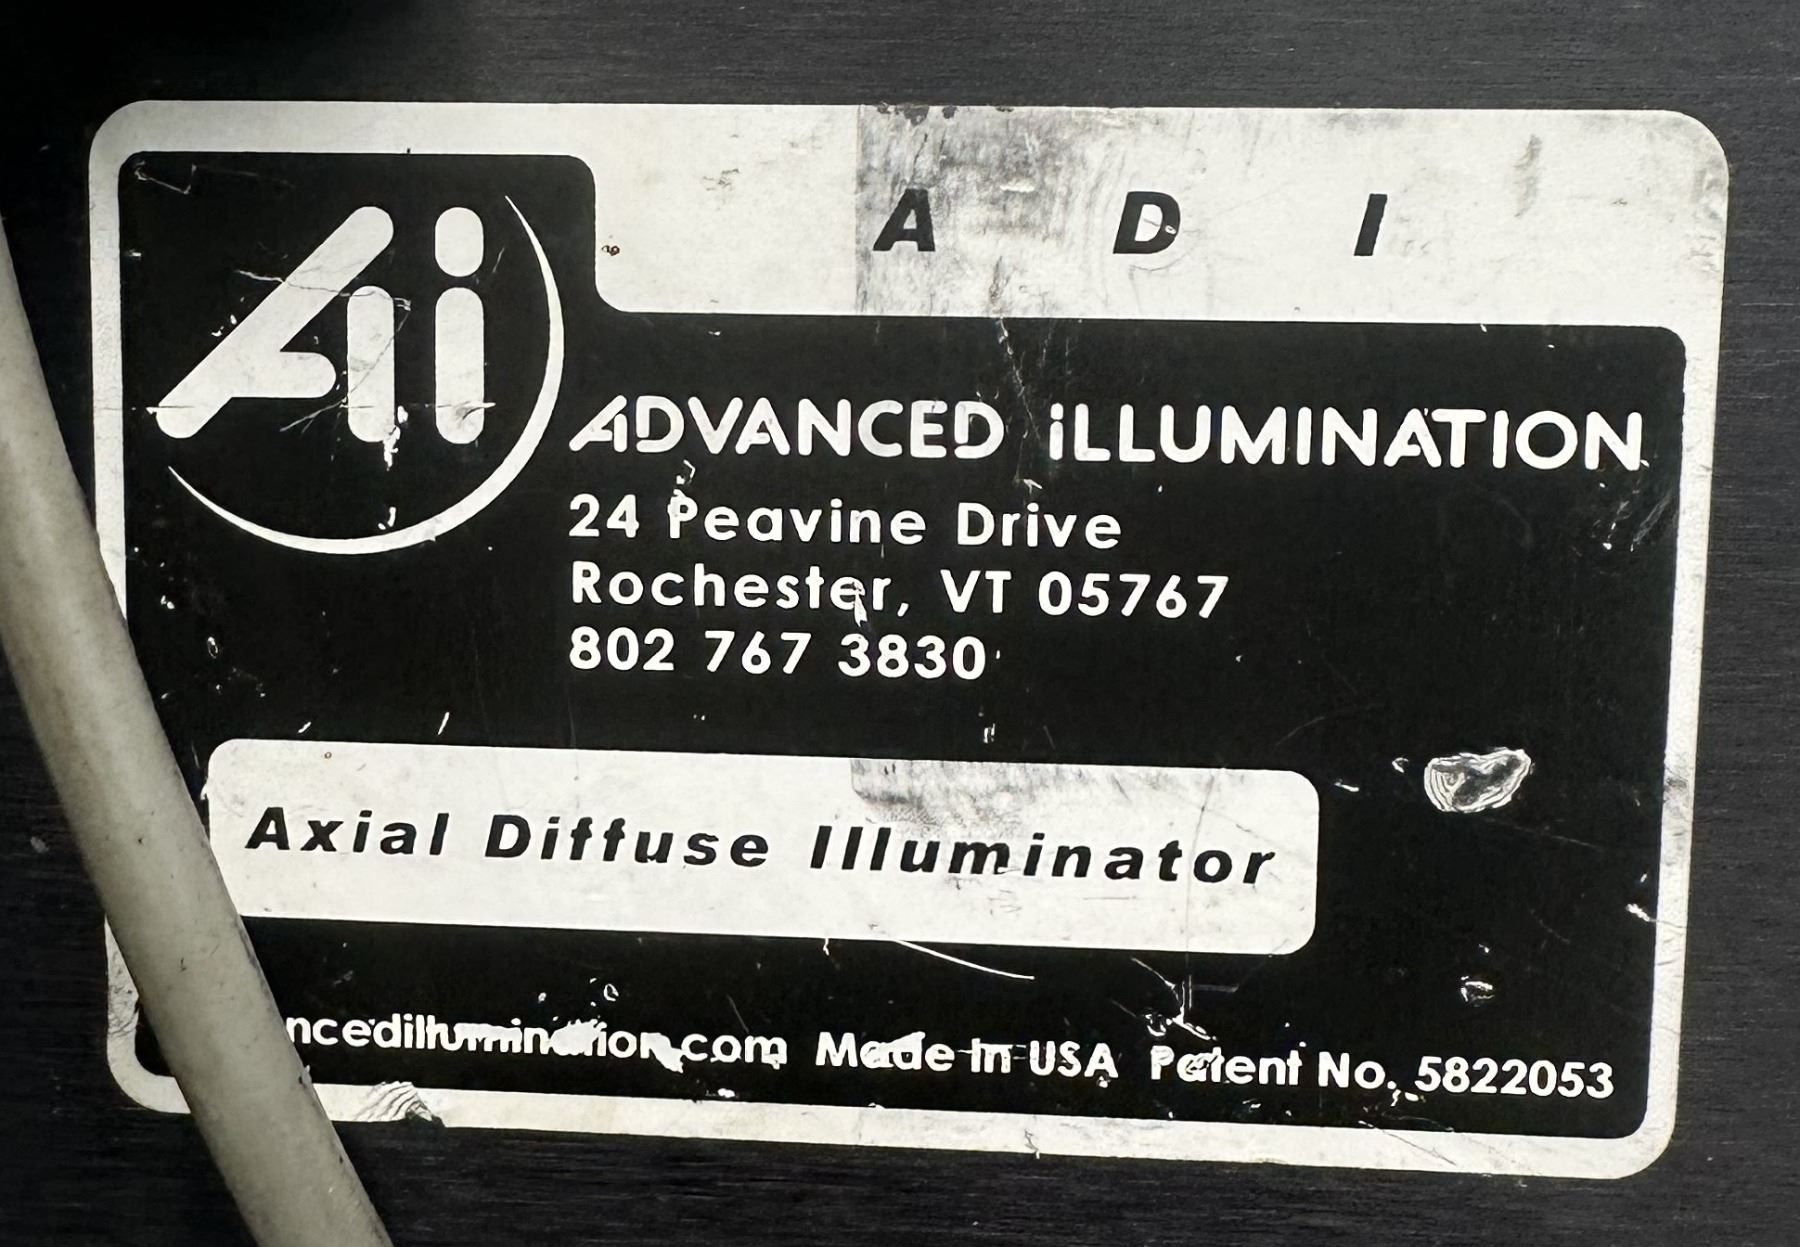 A D I
Ai
ADVANCED iLLUMINATION
24 Peavine Drive
Rochester, VT 05767
802 767 3830
Axial Diffuse Illuminator
ncedillumination.com Made In USA Patent No. 5822053